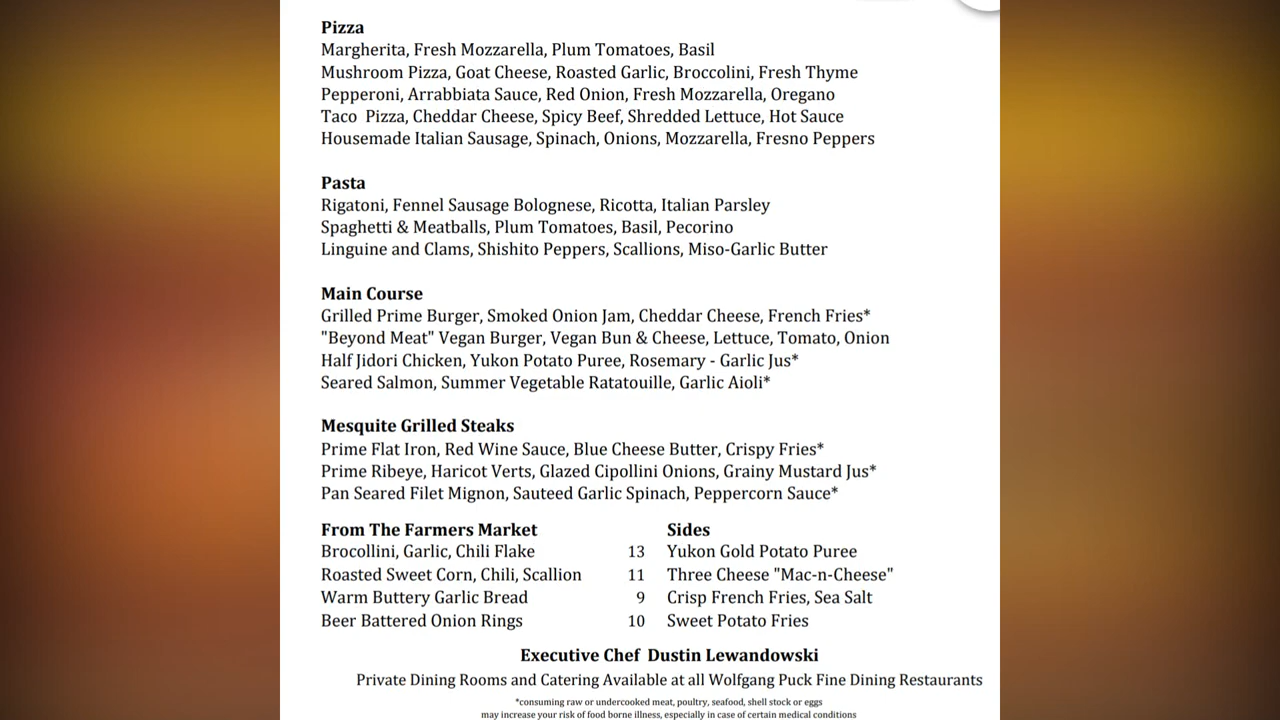 Pizza
Margherita, Fresh Mozzarella, Plum Tomatoes, Basil
Mushroom Pizza, Goat Cheese, Roasted Garlic, Broccolini, Fresh Thyme
Pepperoni, Arrabbiata Sauce, Red Onion, Fresh Mozzarella, Oregano
Taco Pizza, Cheddar Cheese, Spicy Beef, Shredded Lettuce, Hot Sauce
Housemade Italian Sausage, Spinach, Onions, Mozzarella, Fresno Peppers
Pasta
Rigatoni, Fennel Sausage Bolognese, Ricotta, Italian Parsley
Spaghetti & Meatballs, Plum Tomatoes, Basil, Pecorino
Linguine and Clams, Shishito Peppers, Scallions, Miso-Garlic Butter
Main Course
Grilled Prime Burger, Smoked Onion Jam, Cheddar Cheese, French Fries*
"Beyond Meat" Vegan Burger, Vegan Bun & Cheese, Lettuce, Tomato, Onion
Half Jidori Chicken, Yukon Potato Puree, Rosemary - Garlic Jus*
Seared Salmon, Summer Vegetable Ratatouille, Garlic Aioli*
Mesquite Grilled Steaks
Prime Flat Iron, Red Wine Sauce, Blue Cheese Butter, Crispy Fries*
Prime Ribeye, Haricot Verts, Glazed Cipollini Onions, Grainy Mustard Jus*
Pan Seared Filet Mignon, Sauteed Garlic Spinach, Peppercorn Sauce*
From The Farmers Market
Brocollini, Garlic, Chili Flake 13
Roasted Sweet Corn, Chili, Scallion 11
Warm Buttery Garlic Bread 9
Beer Battered Onion Rings 10
Sides
Yukon Gold Potato Puree
Three Cheese "Mac-n-Cheese"
Crisp French Fries, Sea Salt
Sweet Potato Fries
Executive Chef Dustin Lewandowski
Private Dining Rooms and Catering Available at all Wolfgang Puck Fine Dining Restaurants
*consuming raw or undercooked meat, poultry, seafood, shell stock or eggs
may increase your risk of food borne illness, especially in case of certain medical conditions